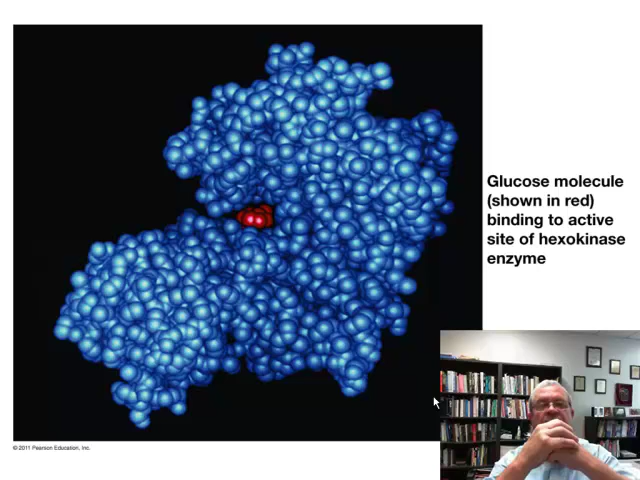 Glucose molecule
(shown in red)
binding to active
site of hexokinase
enzyme
© 2011 Pearson Education, Inc.